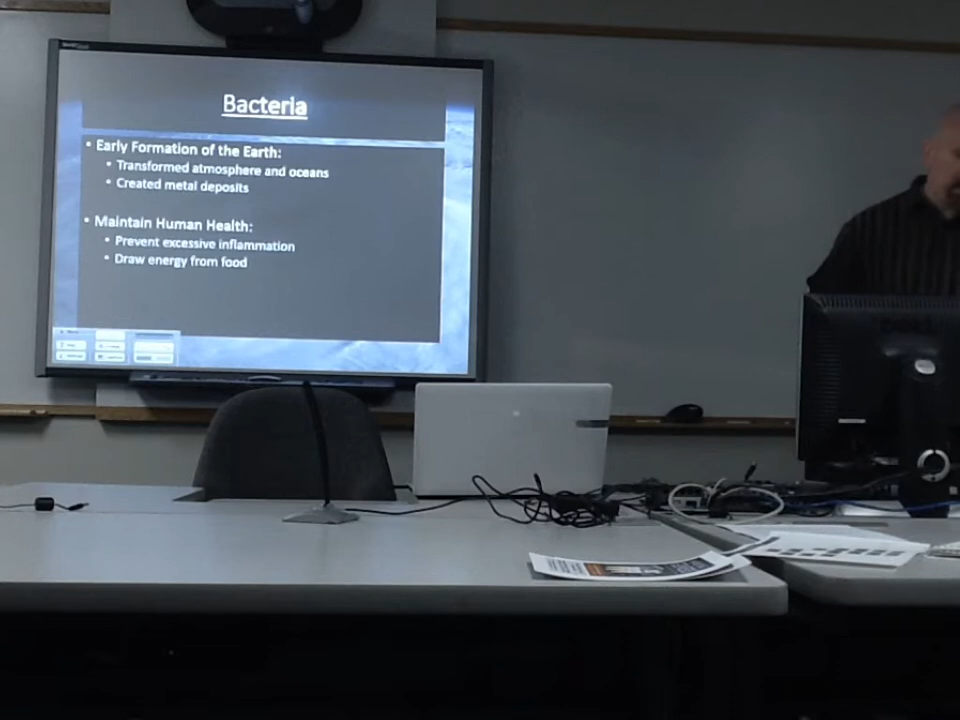 Bacteria
• Early Formation of the Earth:
• Transformed atmosphere and oceans
• Created metal deposits
• Maintain Human Health:
• Prevent excessive inflammation
• Draw energy from food